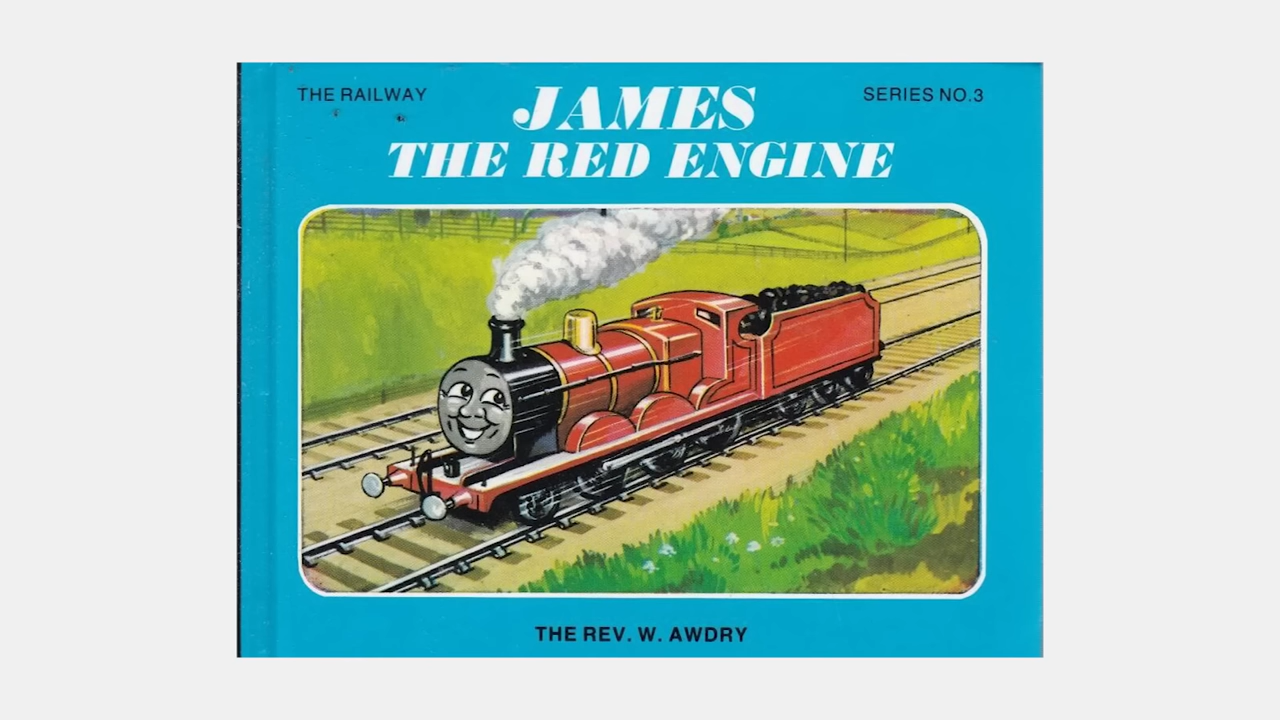 THE RAILWAY
SERIES NO.3
JAMES
THE RED ENGINE
THE REV. W. AWDRY